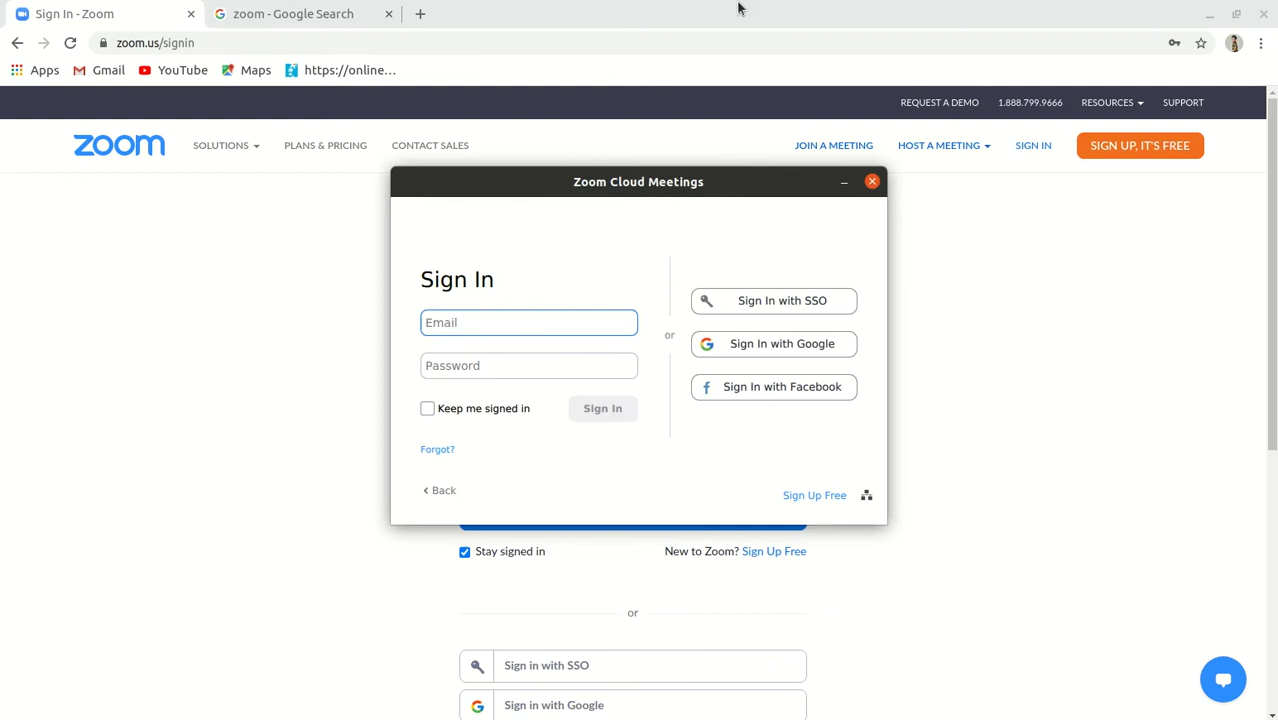 Sign In - Zoom
zoom - Google Search
zoom.us/signin
Apps
Gmail
YouTube
Maps
https://online...
REQUEST A DEMO
1.888.799.9666
RESOURCES
SUPPORT
zoom
SOLUTIONS
PLANS & PRICING
CONTACT SALES
JOIN A MEETING
HOST A MEETING
SIGN IN
SIGN UP, IT'S FREE
Zoom Cloud Meetings
Sign In
Email
Password
Keep me signed in
Sign In
Forgot?
Back
or
Sign In with SSO
Sign In with Google
Sign In with Facebook
Sign Up Free
Stay signed in
New to Zoom? Sign Up Free
or
Sign in with SSO
Sign in with Google